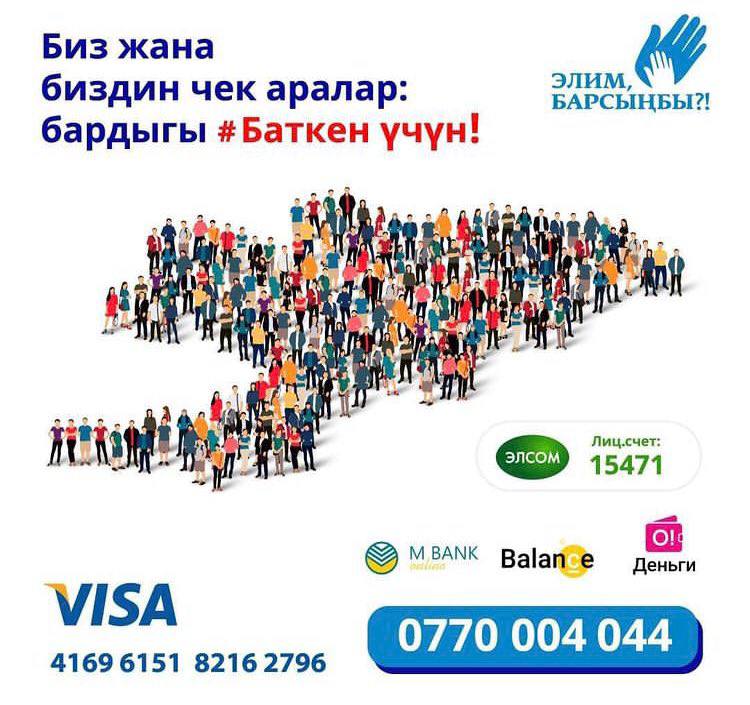 Биз жана
биздин чек аралар:
бардыгы #Баткен үчүн!
ЭЛИМ,
БАРСЫҢБЫ?!
ЭЛСОМ
Лиц.счет:
15471
M BANK
online
Balance
О!
Деньги
VISA
4169 6151 8216 2796
0770 004 044